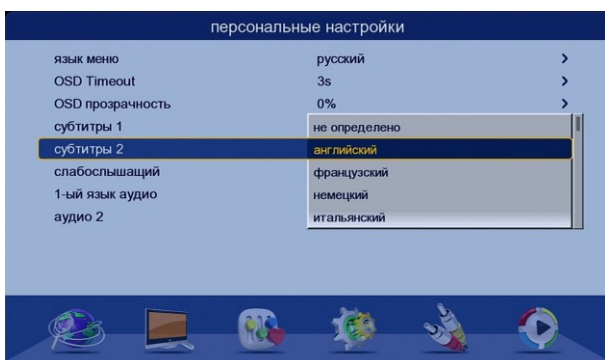 персональные настройки
язык меню русский
OSD Timeout 3s
OSD прозрачность 0%
субтитры 1 не определено
субтитры 2 английский
слабослышащий французский
1-ый язык аудио немецкий
аудио 2 итальянский